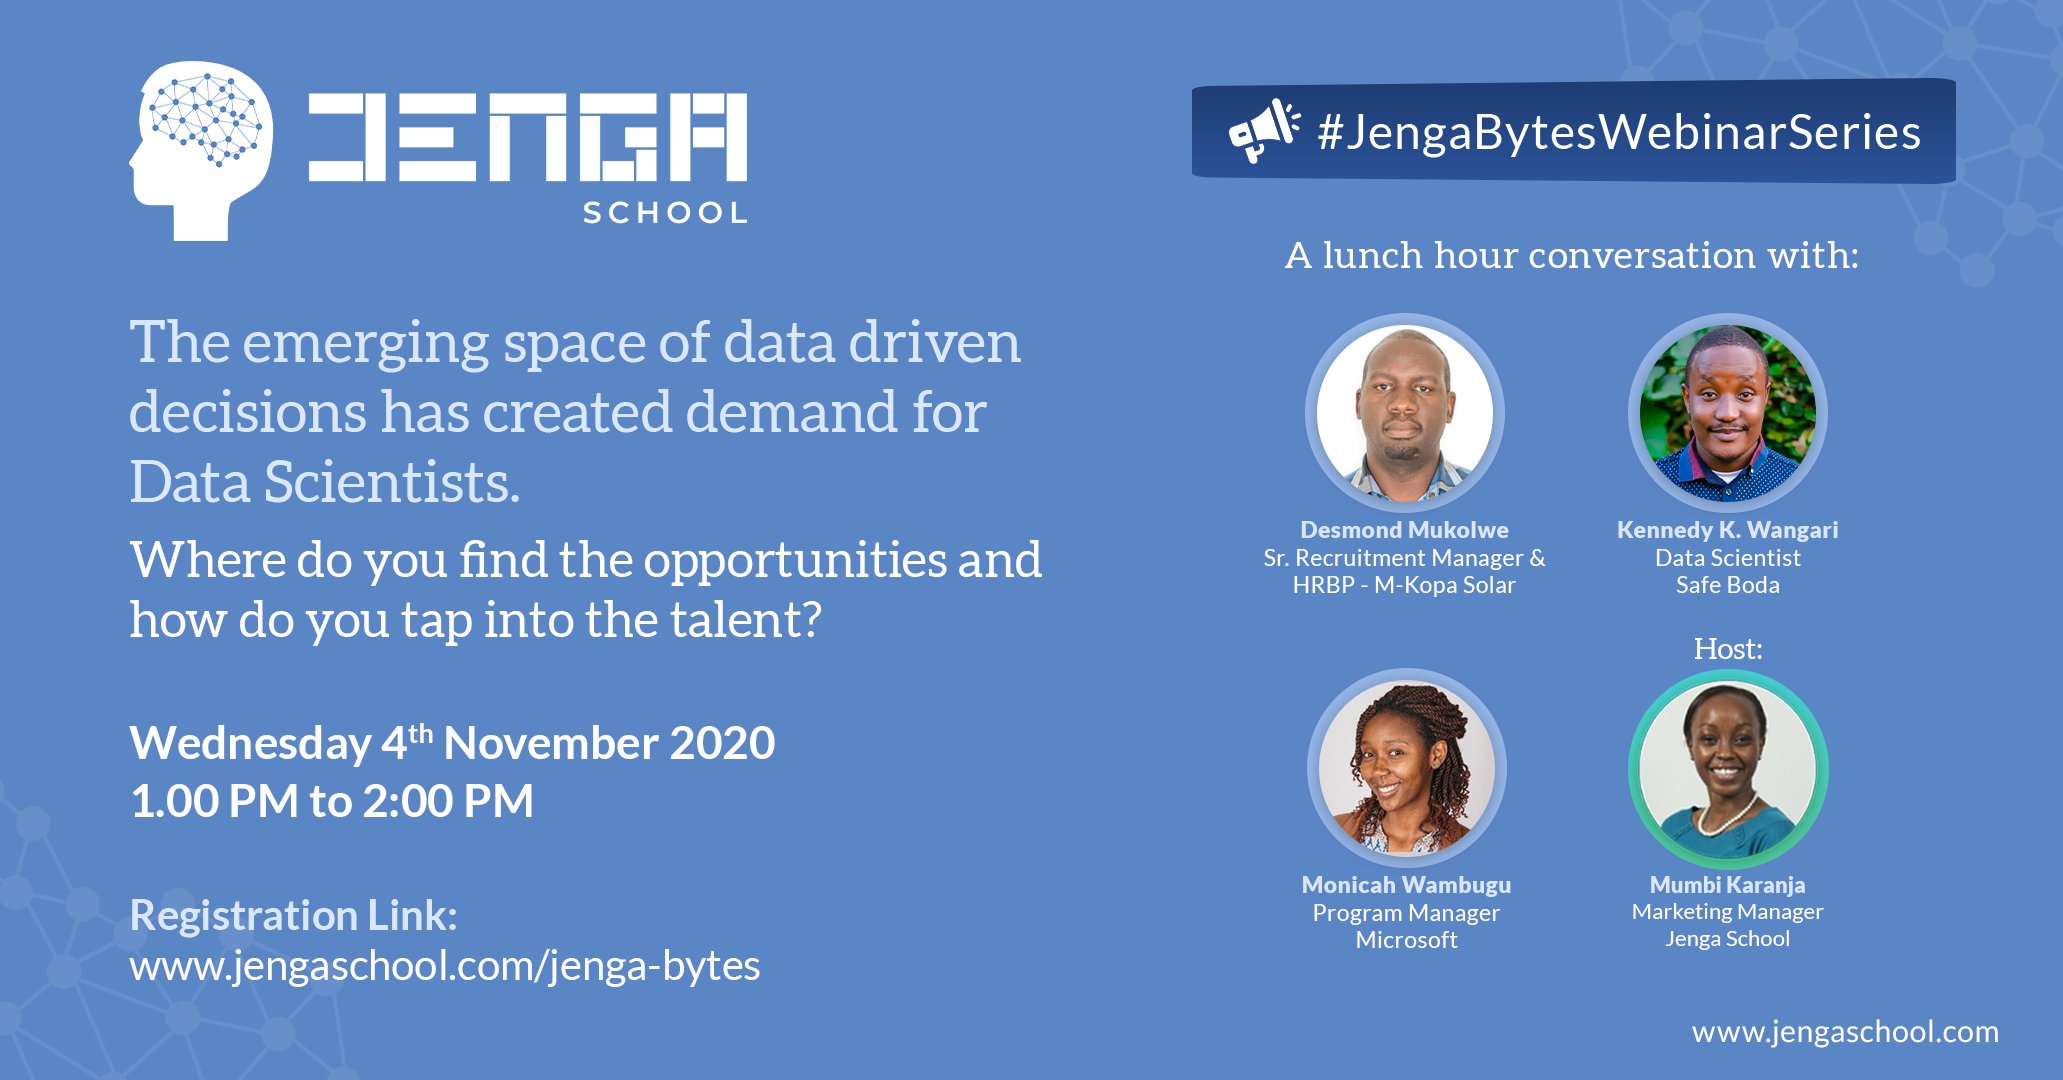 JENGA
SCHOOL
The emerging space of data driven
decisions has created demand for
Data Scientists.
Where do you find the opportunities and
how do you tap into the talent?
Wednesday 4th November 2020
1.00 PM to 2:00 PM
Registration Link:
www.jengaschool.com/jenga-bytes
#JengaBytesWebinarSeries
A lunch hour conversation with:
Desmond Mukolwe
Sr. Recruitment Manager &
HRBP - M-Kopa Solar
Kennedy K. Wangari
Data Scientist
Safe Boda
Monicah Wambugu
Program Manager
Microsoft
Host:
Mumbi Karanja
Marketing Manager
Jenga School
www.jengaschool.com